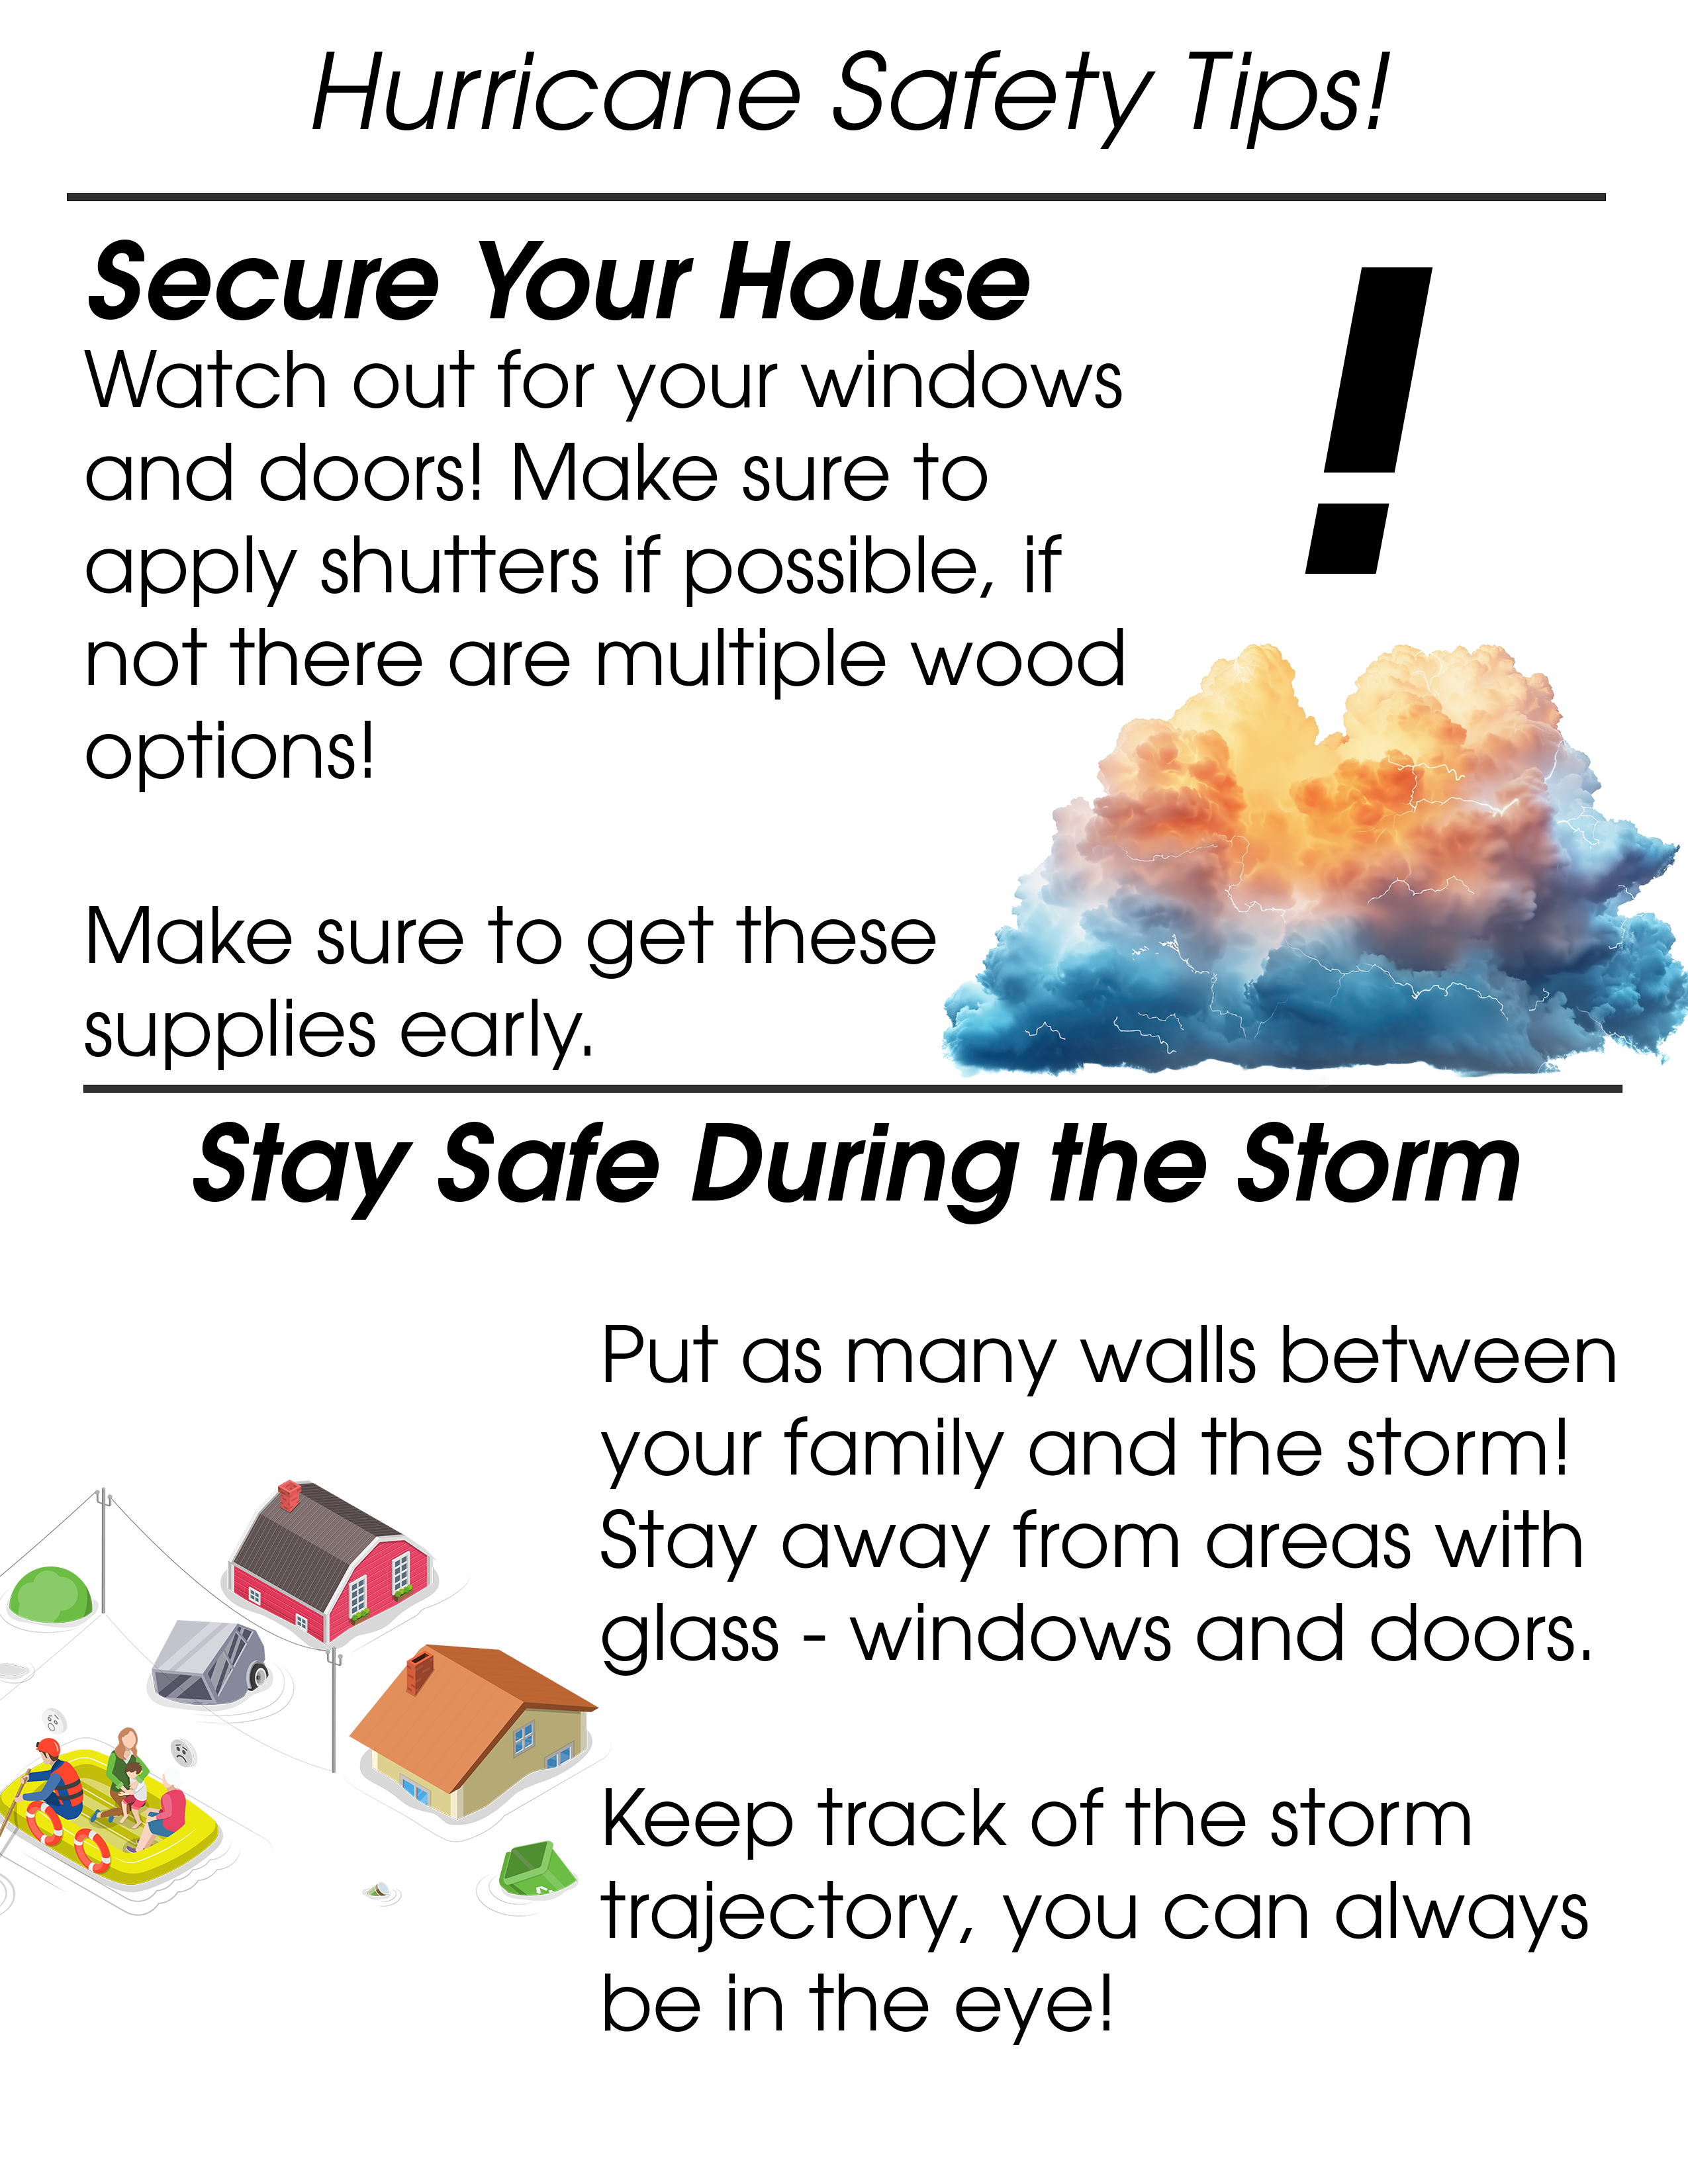 Hurricane Safety Tips!
Secure Your House
Watch out for your windows
and doors! Make sure to
apply shutters if possible, if
not there are multiple wood
options!
Make sure to get these
supplies early.
!
Stay Safe During the Storm
Put as many walls between
your family and the storm!
Stay away from areas with
glass - windows and doors.
Keep track of the storm
trajectory, you can always
be in the eye!